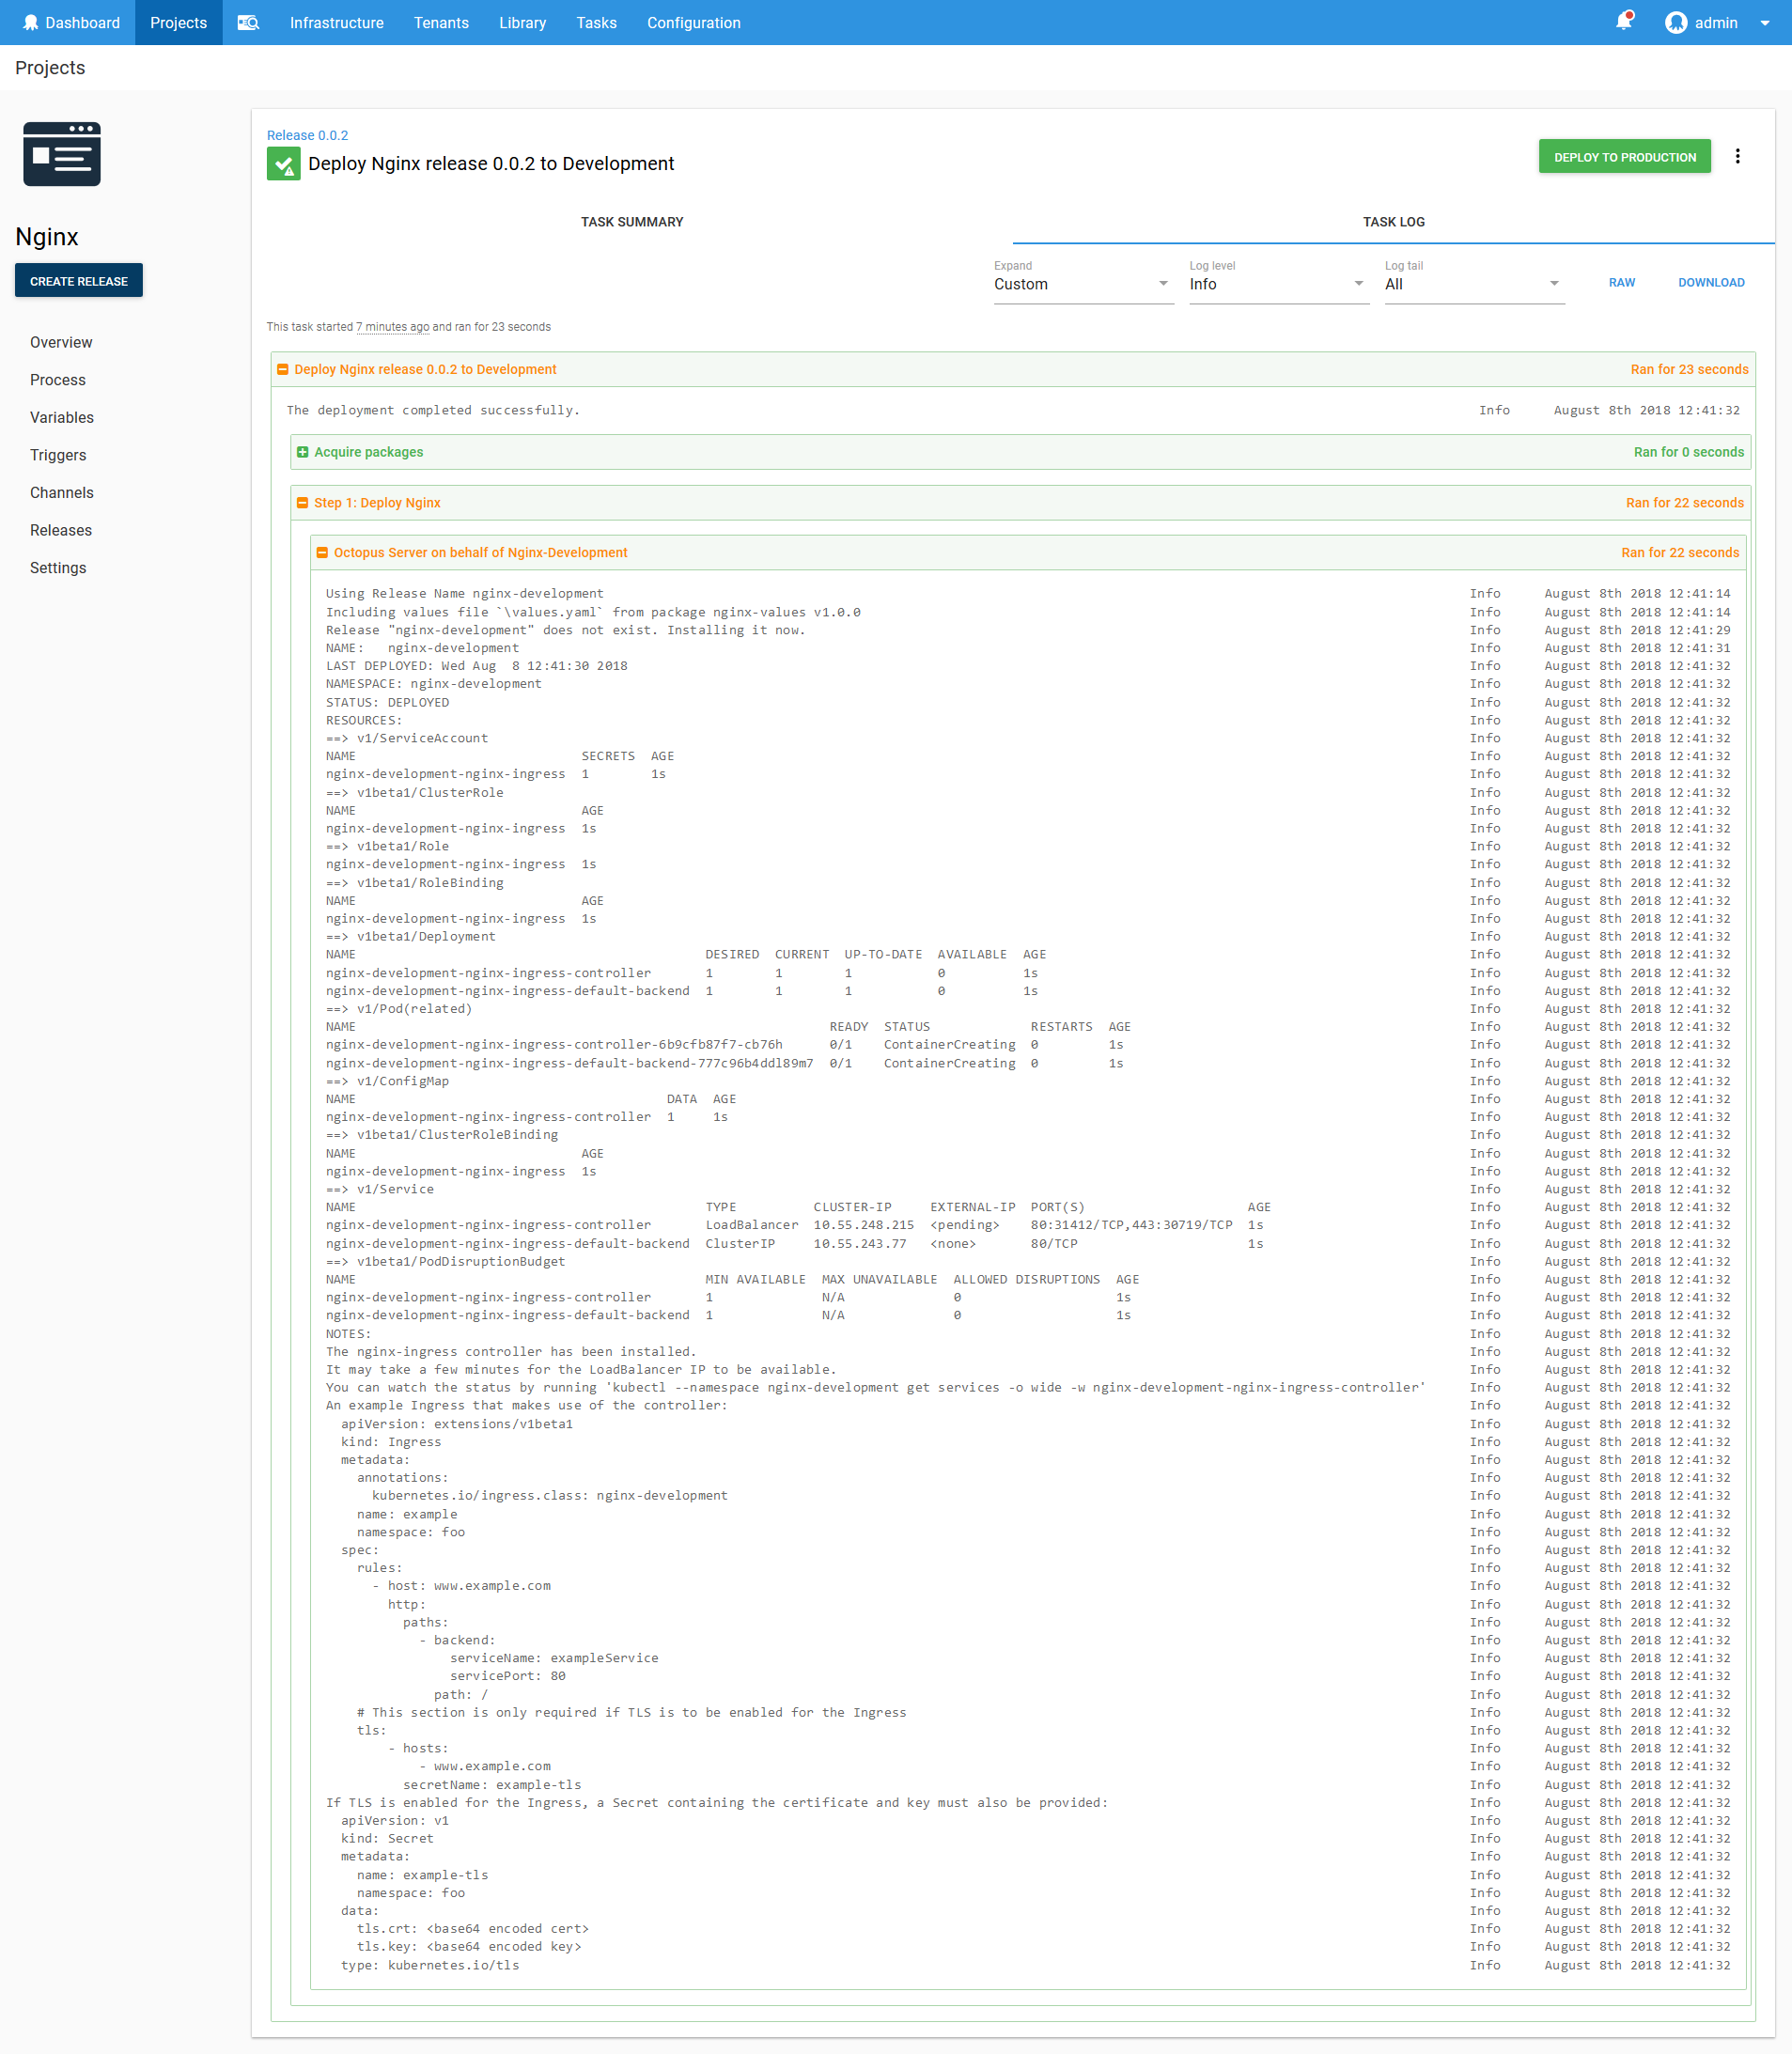 Dashboard Projects Infrastructure Tenants Library Tasks Configuration admin
Projects
Nginx
CREATE RELEASE
Overview
Process
Variables
Triggers
Channels
Releases
Settings
Release 0.0.2
Deploy Nginx release 0.0.2 to Development
DEPLOY TO PRODUCTION
TASK SUMMARY TASK LOG
Expand Log level Log tail
Custom Info All RAW DOWNLOAD
This task started 7 minutes ago and ran for 23 seconds
Deploy Nginx release 0.0.2 to Development Ran for 23 seconds
The deployment completed successfully. Info August 8th 2018 12:41:32
Acquire packages Ran for 0 seconds
Step 1: Deploy Nginx Ran for 22 seconds
Octopus Server on behalf of Nginx-Development Ran for 22 seconds
Using Release Name nginx-development Info August 8th 2018 12:41:14
Including values file `\values.yaml` from package nginx-values v1.0.0 Info August 8th 2018 12:41:14
Release "nginx-development" does not exist. Installing it now. Info August 8th 2018 12:41:29
NAME: nginx-development Info August 8th 2018 12:41:31
LAST DEPLOYED: Wed Aug 8 12:41:30 2018 Info August 8th 2018 12:41:32
NAMESPACE: nginx-development Info August 8th 2018 12:41:32
STATUS: DEPLOYED Info August 8th 2018 12:41:32
RESOURCES: Info August 8th 2018 12:41:32
==> v1/ServiceAccount Info August 8th 2018 12:41:32
NAME SECRETS AGE Info August 8th 2018 12:41:32
nginx-development-nginx-ingress 1 1s Info August 8th 2018 12:41:32
==> v1beta1/ClusterRole Info August 8th 2018 12:41:32
NAME AGE Info August 8th 2018 12:41:32
nginx-development-nginx-ingress 1s Info August 8th 2018 12:41:32
==> v1beta1/Role Info August 8th 2018 12:41:32
nginx-development-nginx-ingress 1s Info August 8th 2018 12:41:32
==> v1beta1/RoleBinding Info August 8th 2018 12:41:32
NAME AGE Info August 8th 2018 12:41:32
nginx-development-nginx-ingress 1s Info August 8th 2018 12:41:32
==> v1beta1/Deployment Info August 8th 2018 12:41:32
NAME DESIRED CURRENT UP-TO-DATE AVAILABLE AGE Info August 8th 2018 12:41:32
nginx-development-nginx-ingress-controller 1 1 1 0 1s Info August 8th 2018 12:41:32
nginx-development-nginx-ingress-default-backend 1 1 1 0 1s Info August 8th 2018 12:41:32
==> v1/Pod(related) Info August 8th 2018 12:41:32
NAME READY STATUS RESTARTS AGE Info August 8th 2018 12:41:32
nginx-development-nginx-ingress-controller-6b9cfb87f7-cb76h 0/1 ContainerCreating 0 1s Info August 8th 2018 12:41:32
nginx-development-nginx-ingress-default-backend-777c96b4ddl89m7 0/1 ContainerCreating 0 1s Info August 8th 2018 12:41:32
==> v1/ConfigMap Info August 8th 2018 12:41:32
NAME DATA AGE Info August 8th 2018 12:41:32
nginx-development-nginx-ingress-controller 1 1s Info August 8th 2018 12:41:32
==> v1beta1/ClusterRoleBinding Info August 8th 2018 12:41:32
NAME AGE Info August 8th 2018 12:41:32
nginx-development-nginx-ingress 1s Info August 8th 2018 12:41:32
==> v1/Service Info August 8th 2018 12:41:32
NAME TYPE CLUSTER-IP EXTERNAL-IP PORT(S) AGE Info August 8th 2018 12:41:32
nginx-development-nginx-ingress-controller LoadBalancer 10.55.248.215 <pending> 80:31412/TCP,443:30719/TCP 1s Info August 8th 2018 12:41:32
nginx-development-nginx-ingress-default-backend ClusterIP 10.55.243.77 <none> 80/TCP 1s Info August 8th 2018 12:41:32
==> v1beta1/PodDisruptionBudget Info August 8th 2018 12:41:32
NAME MIN AVAILABLE MAX UNAVAILABLE ALLOWED DISRUPTIONS AGE Info August 8th 2018 12:41:32
nginx-development-nginx-ingress-controller 1 N/A 0 1s Info August 8th 2018 12:41:32
nginx-development-nginx-ingress-default-backend 1 N/A 0 1s Info August 8th 2018 12:41:32
NOTES: Info August 8th 2018 12:41:32
The nginx-ingress controller has been installed. Info August 8th 2018 12:41:32
It may take a few minutes for the LoadBalancer IP to be available. Info August 8th 2018 12:41:32
You can watch the status by running 'kubectl --namespace nginx-development get services -o wide -w nginx-development-nginx-ingress-controller' Info August 8th 2018 12:41:32
An example Ingress that makes use of the controller: Info August 8th 2018 12:41:32
apiVersion: extensions/v1beta1 Info August 8th 2018 12:41:32
kind: Ingress Info August 8th 2018 12:41:32
metadata: Info August 8th 2018 12:41:32
annotations: Info August 8th 2018 12:41:32
kubernetes.io/ingress.class: nginx-development Info August 8th 2018 12:41:32
name: example Info August 8th 2018 12:41:32
namespace: foo Info August 8th 2018 12:41:32
spec: Info August 8th 2018 12:41:32
rules: Info August 8th 2018 12:41:32
- host: www.example.com Info August 8th 2018 12:41:32
http: Info August 8th 2018 12:41:32
paths: Info August 8th 2018 12:41:32
- backend: Info August 8th 2018 12:41:32
serviceName: exampleService Info August 8th 2018 12:41:32
servicePort: 80 Info August 8th 2018 12:41:32
path: / Info August 8th 2018 12:41:32
# This section is only required if TLS is to be enabled for the Ingress Info August 8th 2018 12:41:32
tls: Info August 8th 2018 12:41:32
- hosts: Info August 8th 2018 12:41:32
- www.example.com Info August 8th 2018 12:41:32
secretName: example-tls Info August 8th 2018 12:41:32
If TLS is enabled for the Ingress, a Secret containing the certificate and key must also be provided: Info August 8th 2018 12:41:32
apiVersion: v1 Info August 8th 2018 12:41:32
kind: Secret Info August 8th 2018 12:41:32
metadata: Info August 8th 2018 12:41:32
name: example-tls Info August 8th 2018 12:41:32
namespace: foo Info August 8th 2018 12:41:32
data: Info August 8th 2018 12:41:32
tls.crt: <base64 encoded cert> Info August 8th 2018 12:41:32
tls.key: <base64 encoded key> Info August 8th 2018 12:41:32
type: kubernetes.io/tls Info August 8th 2018 12:41:32